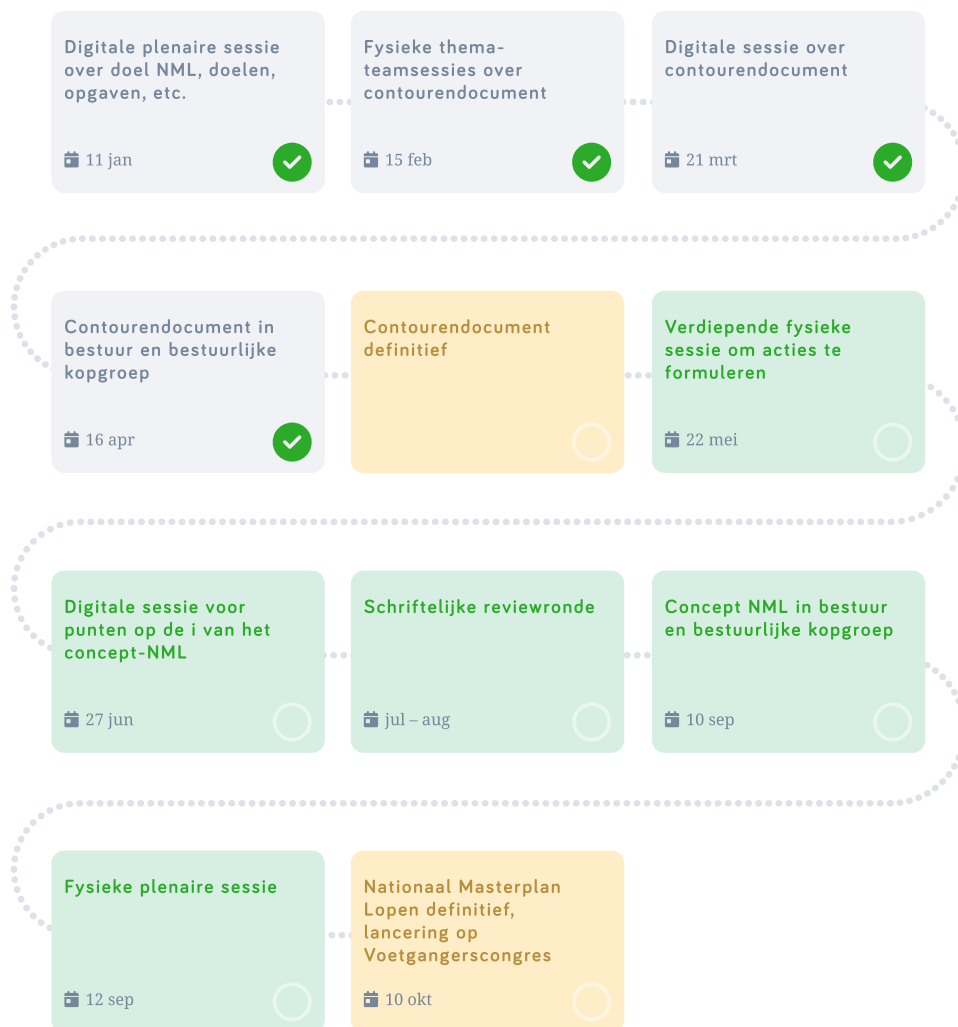 Digitale plenaire sessie
over doel NML, doelen,
opgaven, etc.
11 jan
Fysieke thema-
teamsessies over
contourendocument
15 feb
Digitale sessie over
contourendocument
21 mrt
Contourendocument in
bestuur en bestuurlijke
kopgroep
16 apr
Contourendocument
definitief
Verdiepende fysieke
sessie om acties te
formuleren
22 mei
Digitale sessie voor
punten op de i van het
concept-NML
27 jun
Schriftelijke reviewronde
jul – aug
Concept NML in bestuur
en bestuurlijke kopgroep
10 sep
Fysieke plenaire sessie
12 sep
Nationaal Masterplan
Lopen definitief,
lancering op
Voetgangerscongres
10 okt